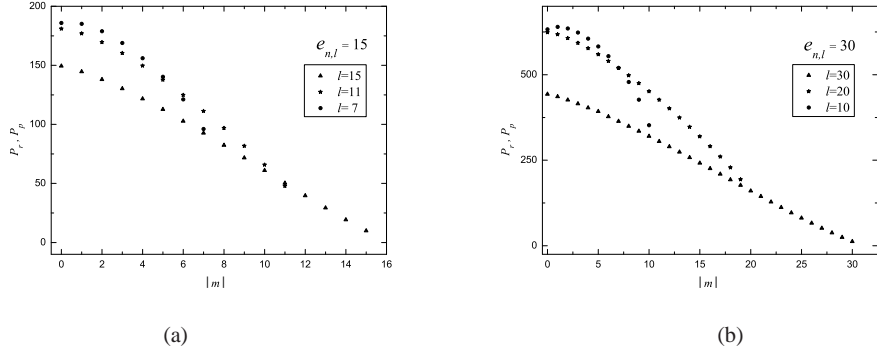 200
150
100
50
0
P_r, P_p
0 2 4 6 8 10 12 14 16
|m|
e_{n,l} = 15
l=15
l=11
l= 7
(a)
500
250
0
P_r, P_p
0 5 10 15 20 25 30
|m|
e_{n,l} = 30
l=30
l=20
l=10
(b)